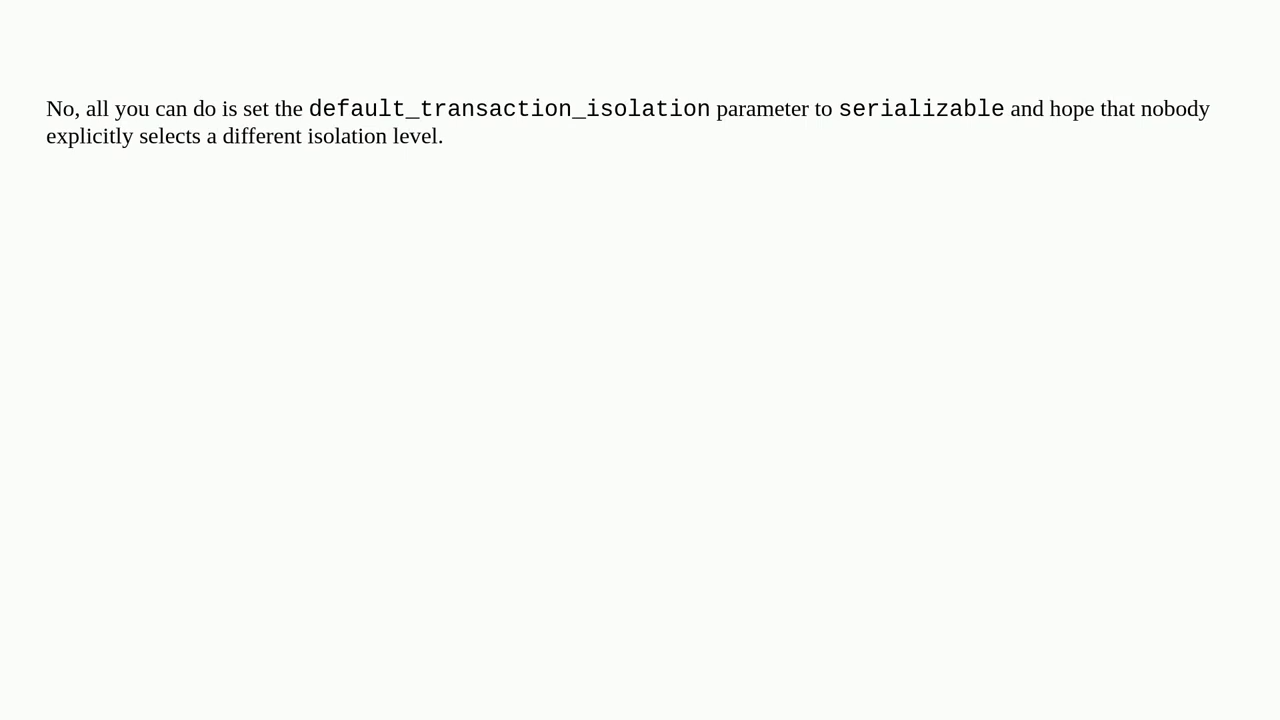 No, all you can do is set the default_transaction_isolation parameter to serializable and hope that nobody
explicitly selects a different isolation level.